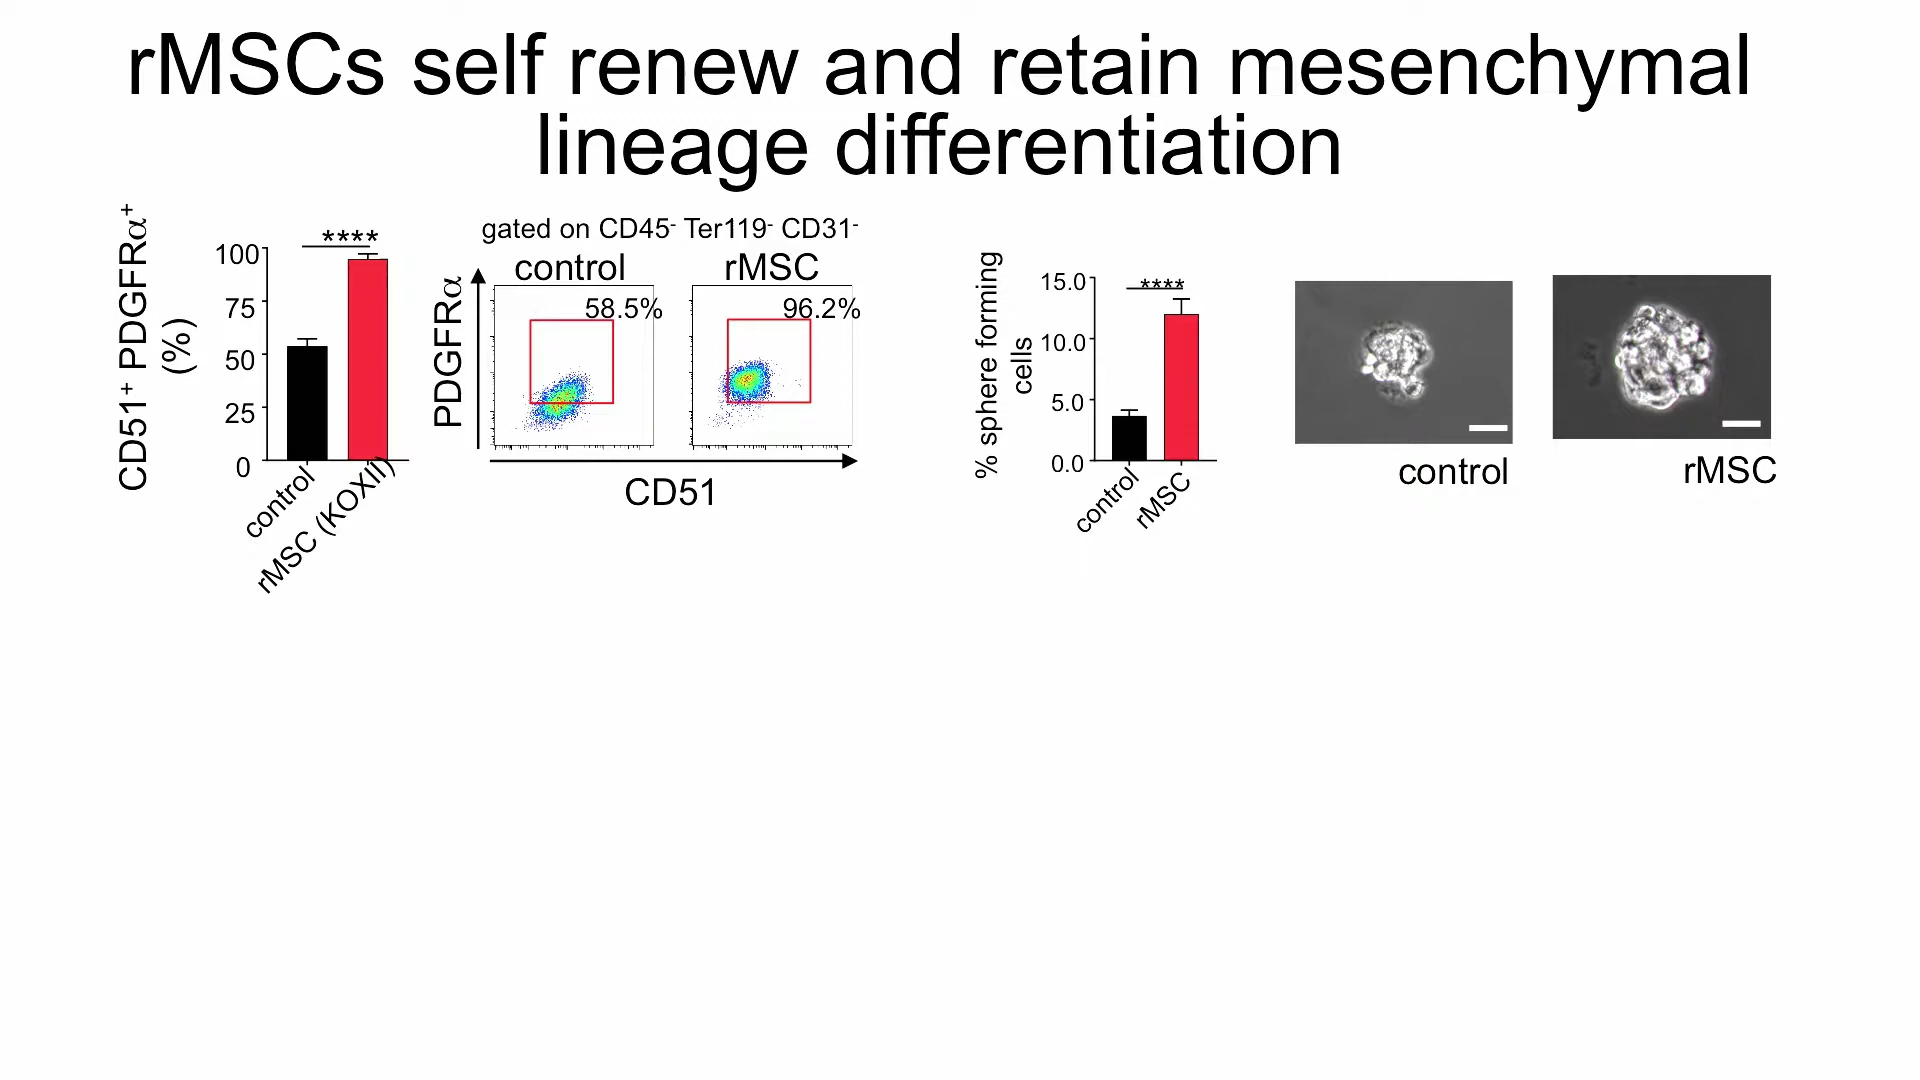 rMSCs self renew and retain mesenchymal
lineage differentiation
CD51⁺ PDGFRα⁺
(%)
100
75
50
25
0
****
control
rMSC (KOXII)
gated on CD45⁻ Ter119⁻ CD31⁻
control
rMSC
58.5%
96.2%
PDGFRα
CD51
% sphere forming
cells
15.0
10.0
5.0
0.0
****
control
rMSC
control
rMSC